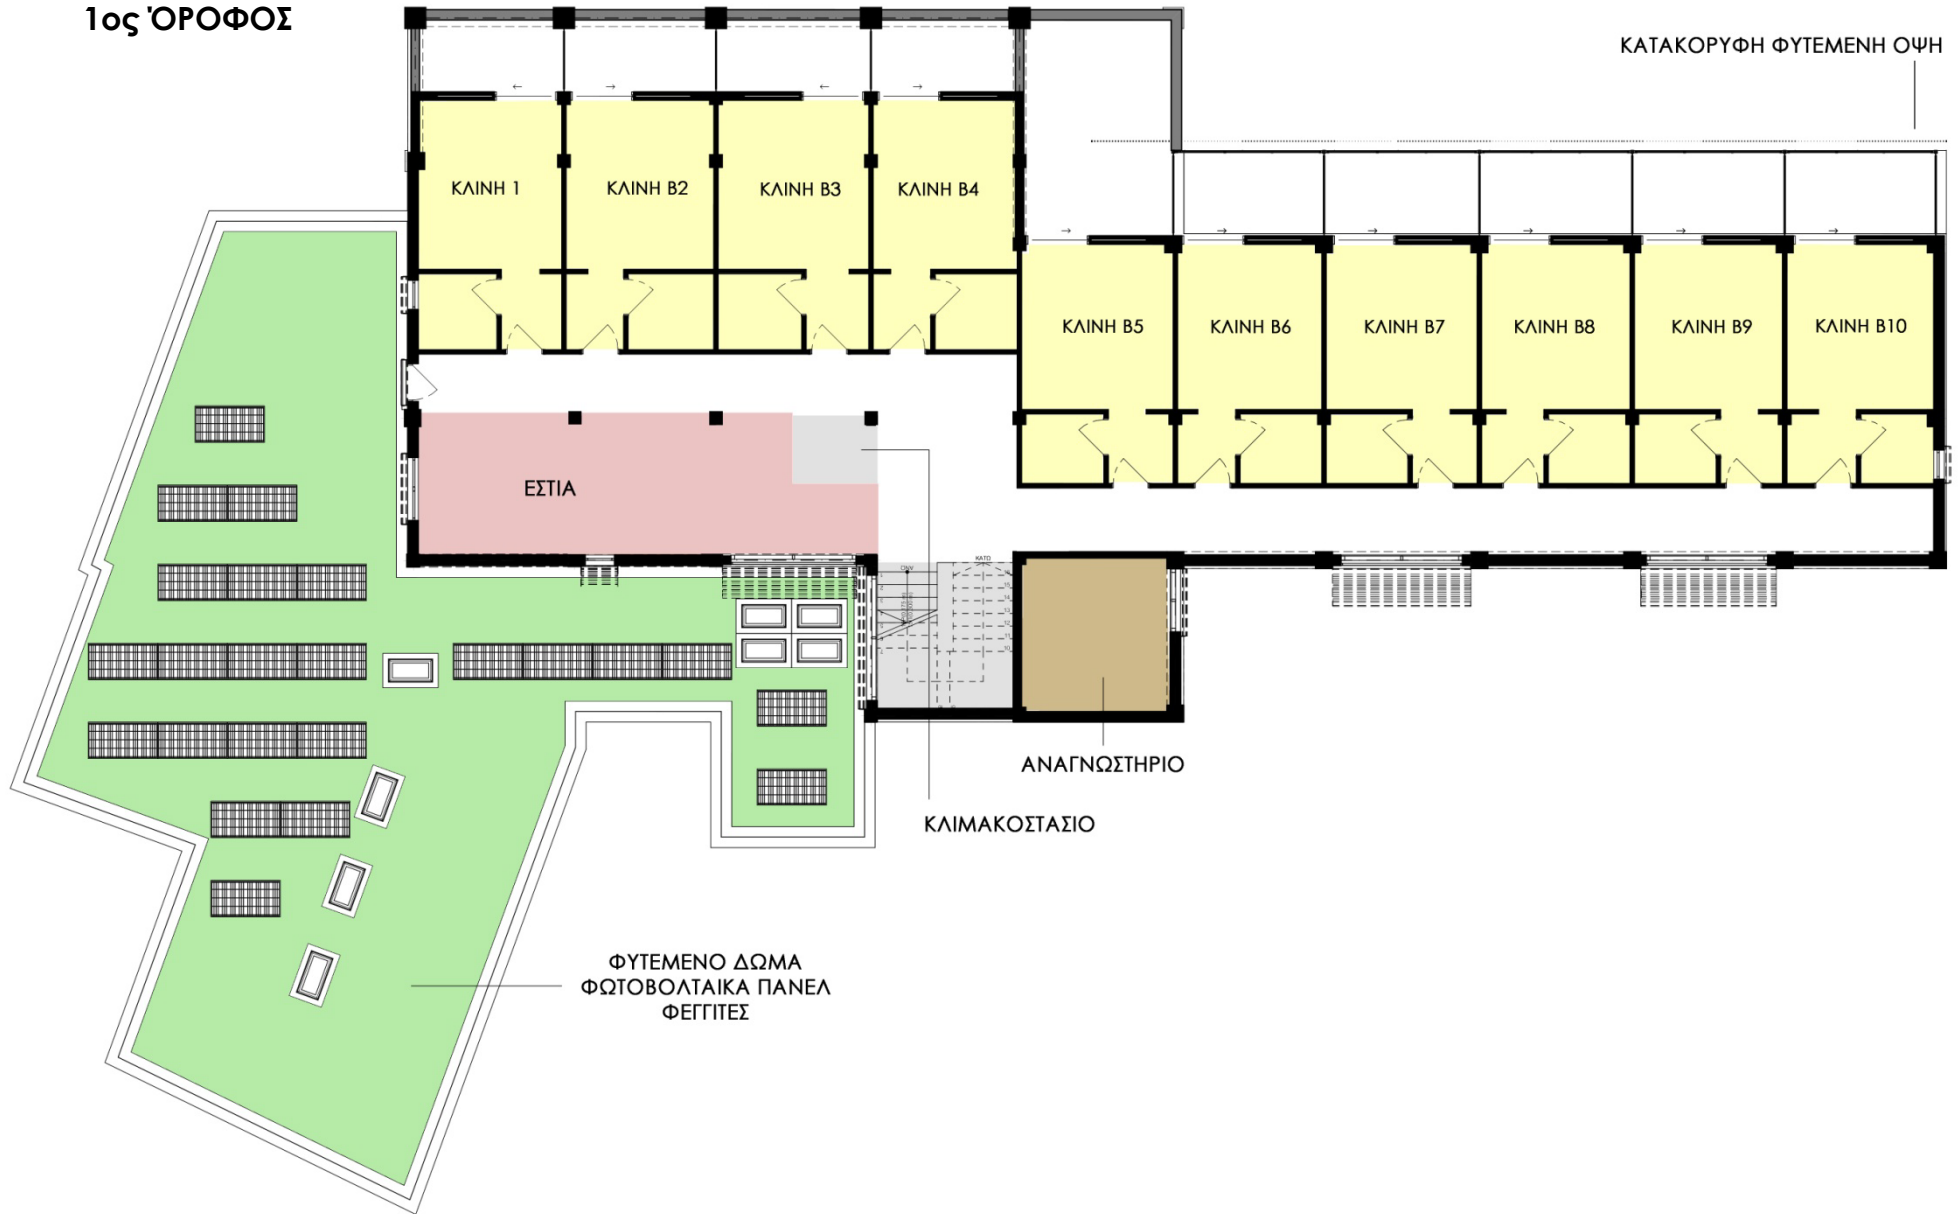 1ος ΌΡΟΦΟΣ
ΚΑΤΑΚΟΡΥΦΗ ΦΥΤΕΜΕΝΗ ΟΨΗ
ΚΛΙΝΗ 1
ΚΛΙΝΗ Β2
ΚΛΙΝΗ Β3
ΚΛΙΝΗ Β4
ΚΛΙΝΗ Β5
ΚΛΙΝΗ Β6
ΚΛΙΝΗ Β7
ΚΛΙΝΗ Β8
ΚΛΙΝΗ Β9
ΚΛΙΝΗ Β10
ΕΣΤΙΑ
ΚΑΤΩ
ΑΝΑΓΝΩΣΤΗΡΙΟ
ΚΛΙΜΑΚΟΣΤΑΣΙΟ
ΦΥΤΕΜΕΝΟ ΔΩΜΑ
ΦΩΤΟΒΟΛΤΑΙΚΑ ΠΑΝΕΛ
ΦΕΓΓΙΤΕΣ